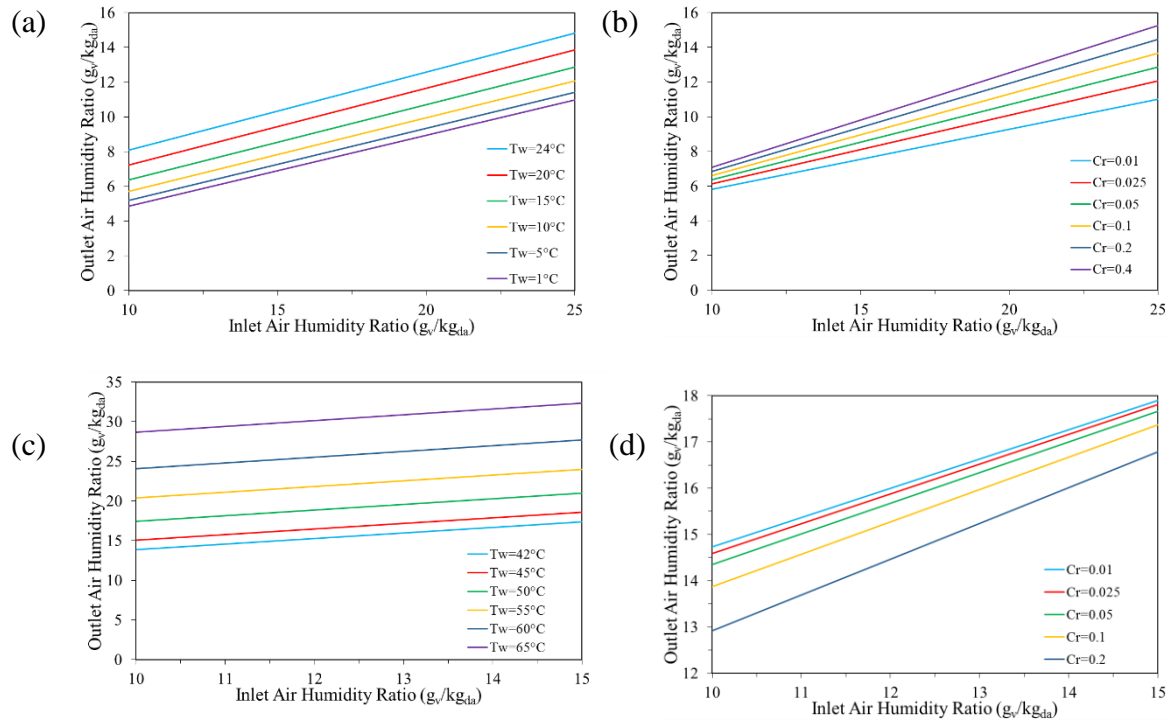 (a)
Outlet Air Humidity Ratio (gv/kgda)
16
14
12
10
8
6
4
2
0
Tw=24°C
Tw=20°C
Tw=15°C
Tw=10°C
Tw=5°C
Tw=1°C
10
15
20
25
Inlet Air Humidity Ratio (gv/kgda)
(b)
Outlet Air Humidity Ratio (gv/kgda)
16
14
12
10
8
6
4
2
0
Cr=0.01
Cr=0.025
Cr=0.05
Cr=0.1
Cr=0.2
Cr=0.4
10
15
20
25
Inlet Air Humidity Ratio (gv/kgda)
(c)
Outlet Air Humidity Ratio (gv/kgda)
35
30
25
20
15
10
5
0
Tw=42°C
Tw=45°C
Tw=50°C
Tw=55°C
Tw=60°C
Tw=65°C
10
11
12
13
14
15
Inlet Air Humidity Ratio (gv/kgda)
(d)
Outlet Air Humidity Ratio (gv/kgda)
18
17
16
15
14
13
12
Cr=0.01
Cr=0.025
Cr=0.05
Cr=0.1
Cr=0.2
10
11
12
13
14
15
Inlet Air Humidity Ratio (gv/kgda)